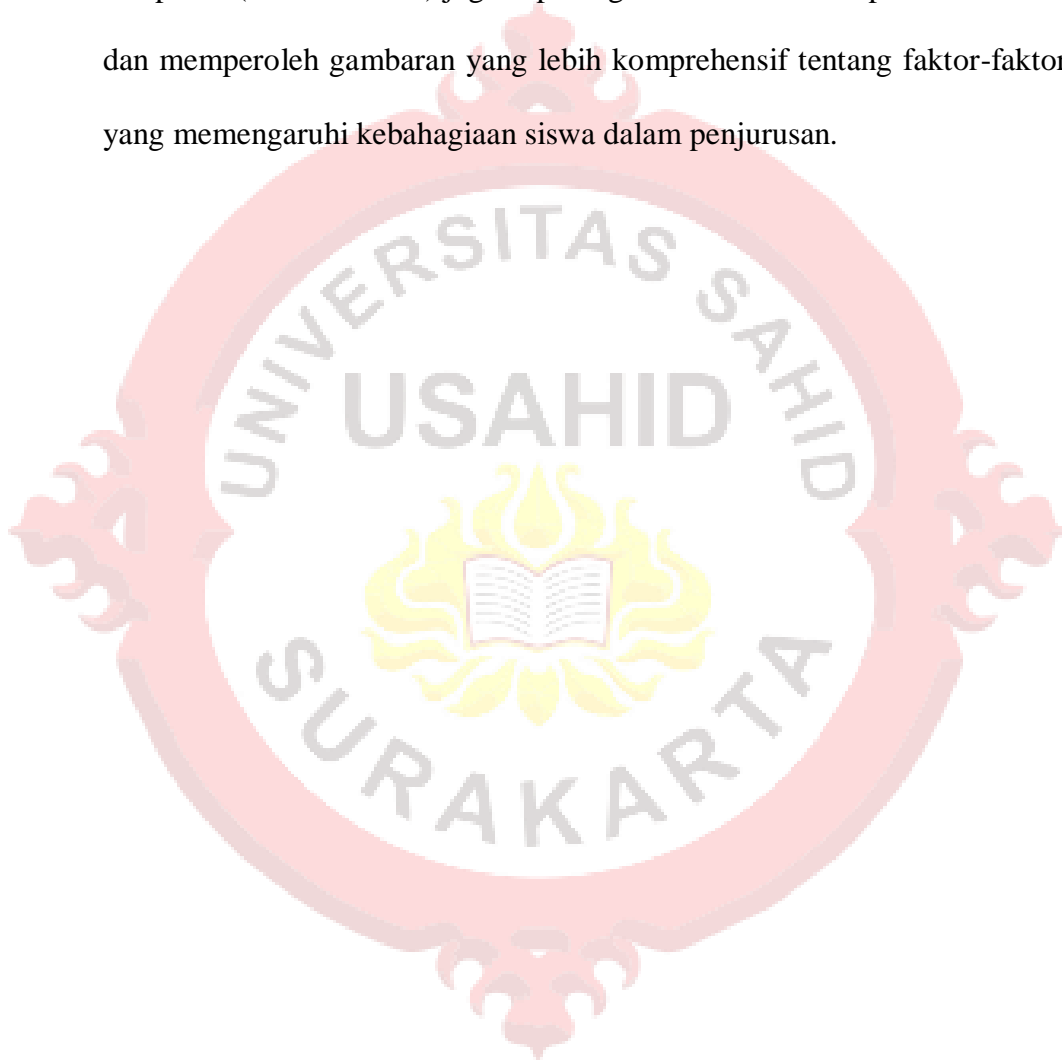 dan memperoleh gambaran yang lebih komprehensif tentang faktor-faktor
yang memengaruhi kebahagiaan siswa dalam penjurusan.
UNIVERSITAS SAHID
USAHID
SURAKARTA